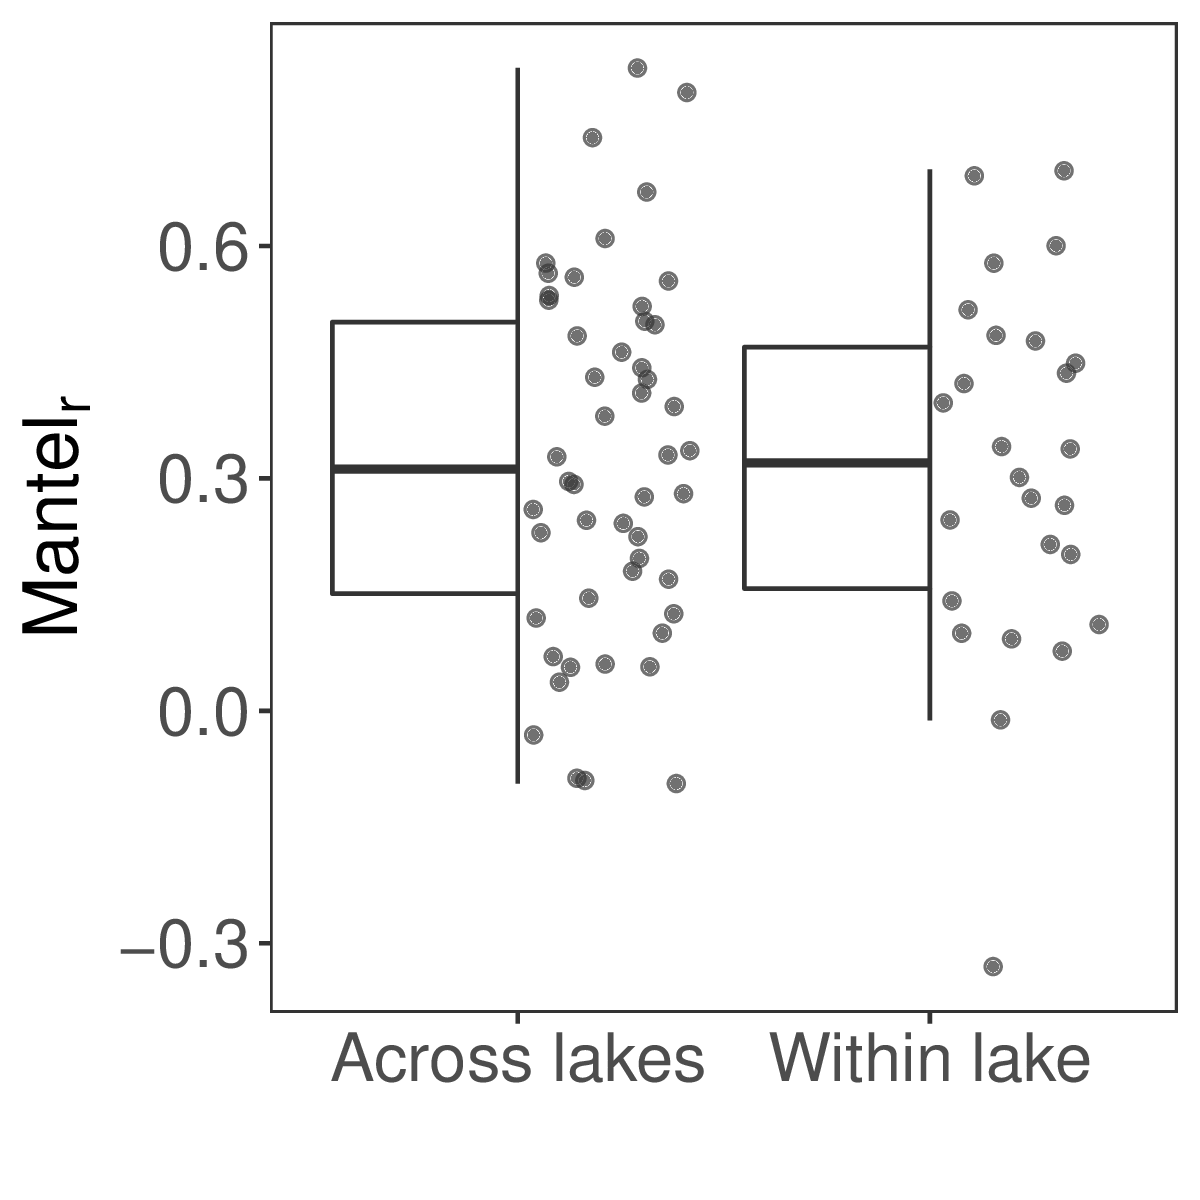 0.6
0.3
0.0
−0.3
Mantelr
Across lakes
Within lake